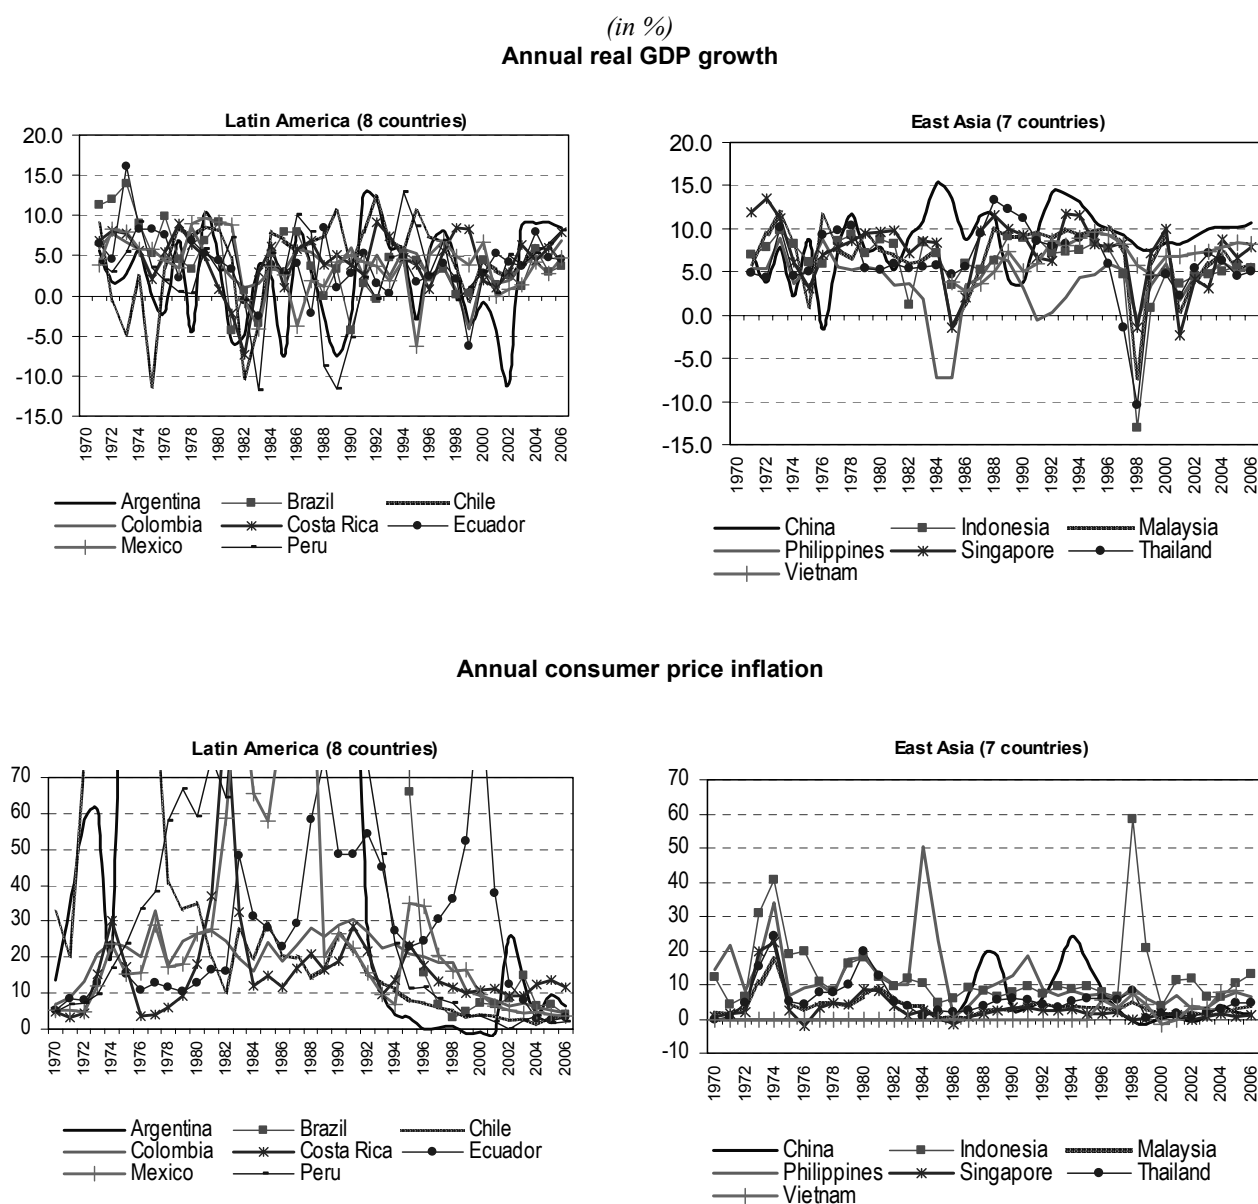 (in %)
Annual real GDP growth
Latin America (8 countries)
20.0
15.0
10.0
5.0
0.0
-5.0
-10.0
-15.0
1970 1972 1974 1976 1978 1980 1982 1984 1986 1988 1990 1992 1994 1996 1998 2000 2002 2004 2006
Argentina Brazil Chile
Colombia Costa Rica Ecuador
Mexico Peru
East Asia (7 countries)
20.0
15.0
10.0
5.0
0.0
-5.0
-10.0
-15.0
1970 1972 1974 1976 1978 1980 1982 1984 1986 1988 1990 1992 1994 1996 1998 2000 2002 2004 2006
China Indonesia Malaysia
Philippines Singapore Thailand
Vietnam
Annual consumer price inflation
Latin America (8 countries)
70
60
50
40
30
20
10
0
1970 1972 1974 1976 1978 1980 1982 1984 1986 1988 1990 1992 1994 1996 1998 2000 2002 2004 2006
Argentina Brazil Chile
Colombia Costa Rica Ecuador
Mexico Peru
East Asia (7 countries)
70
60
50
40
30
20
10
0
-10
1970 1972 1974 1976 1978 1980 1982 1984 1986 1988 1990 1992 1994 1996 1998 2000 2002 2004 2006
China Indonesia Malaysia
Philippines Singapore Thailand
Vietnam